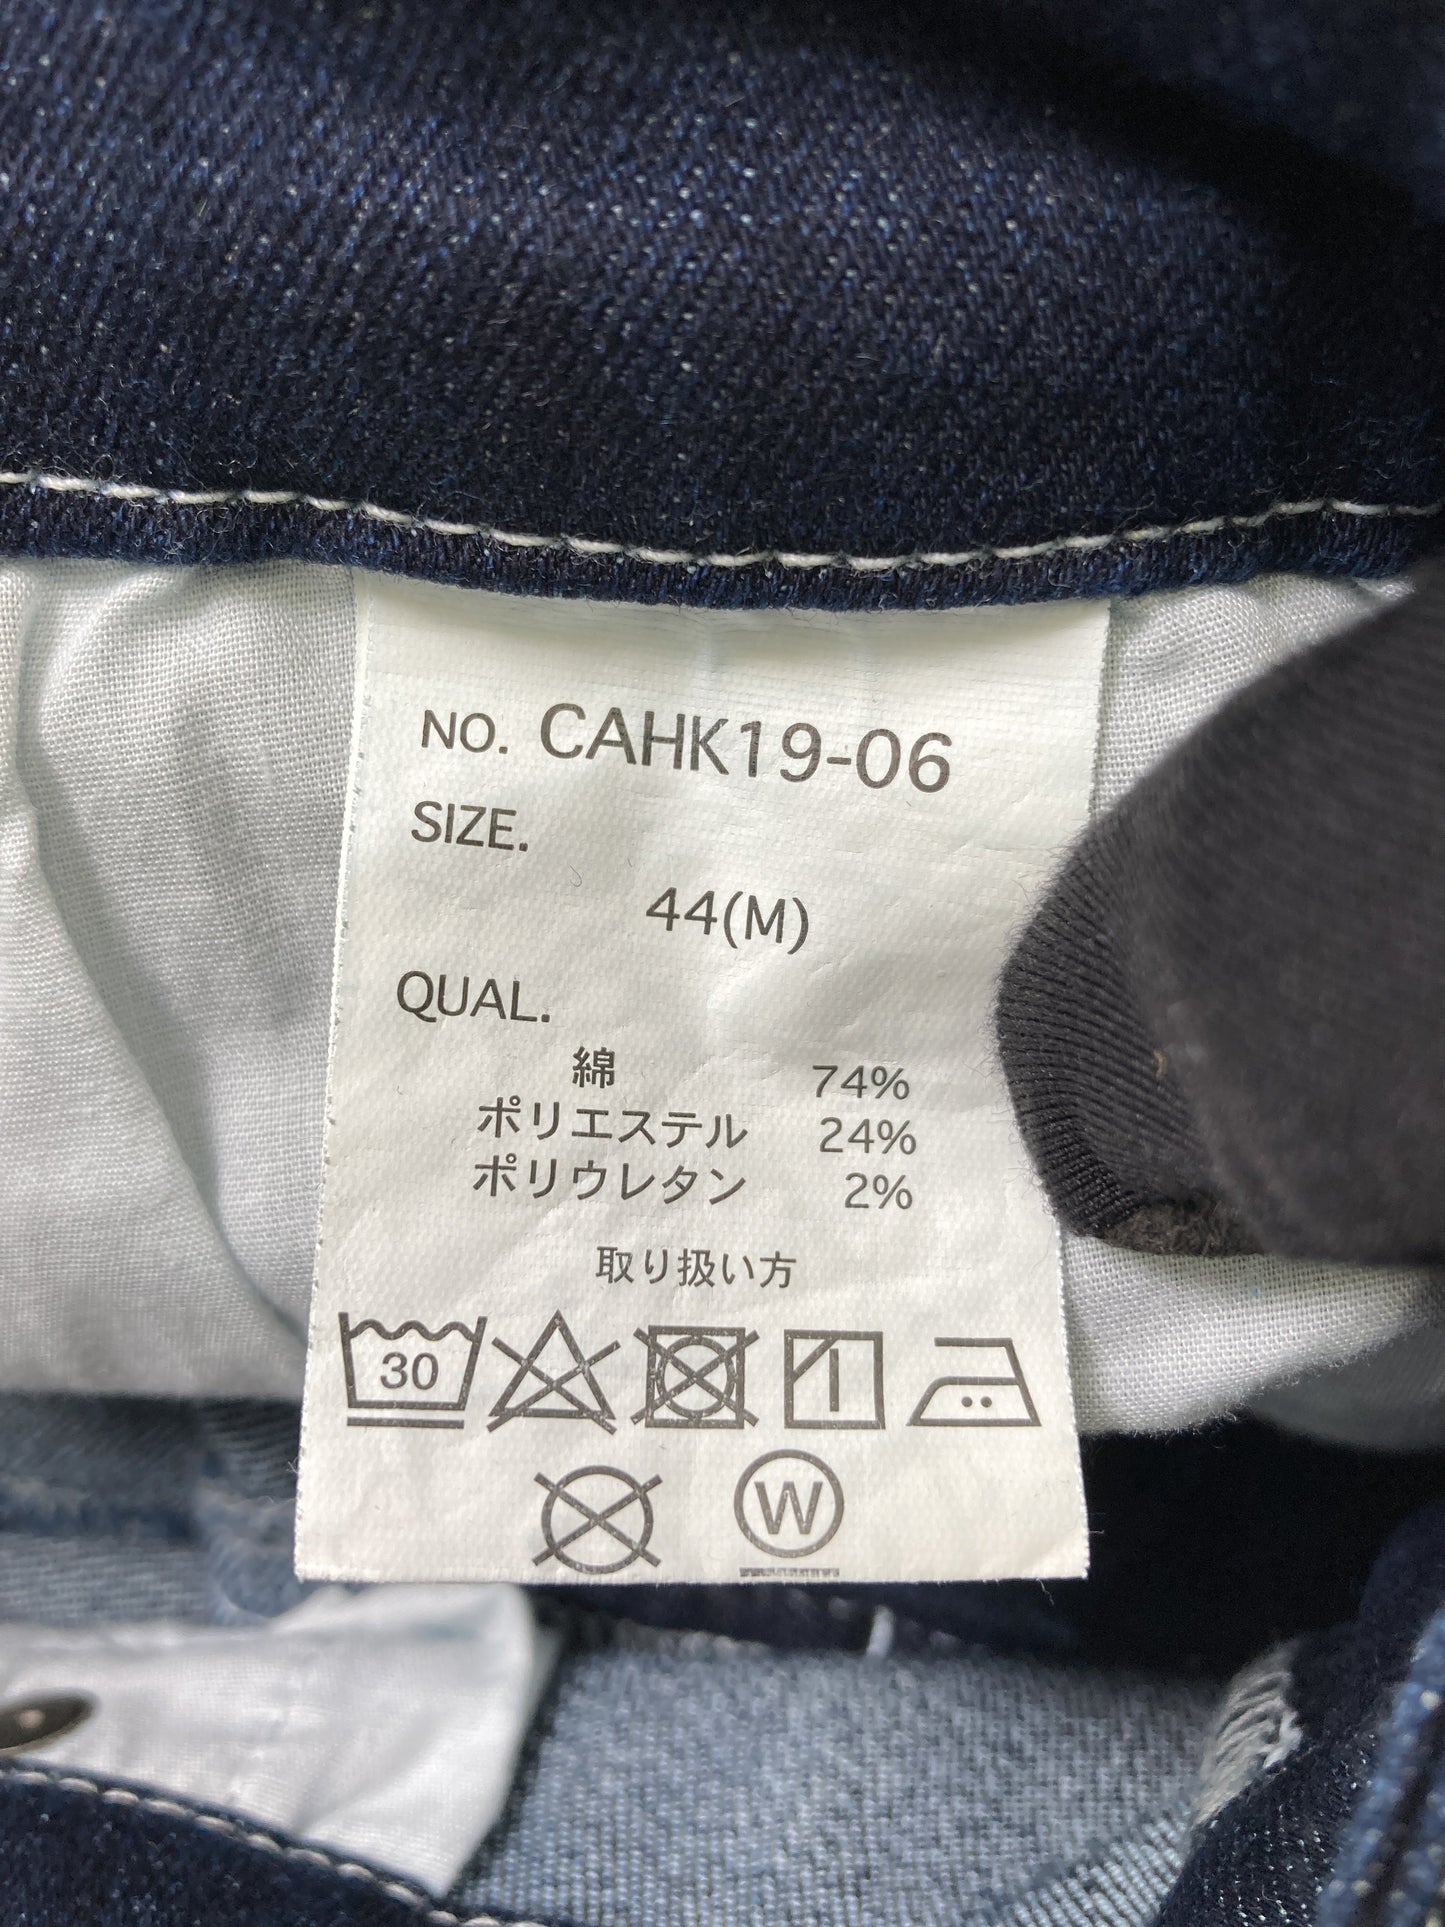 NO. CAHK19-06
SIZE.
44(M)
QUAL.
綿 74%
ポリエステル 24%
ポリウレタン 2%
取り扱い方
30
W